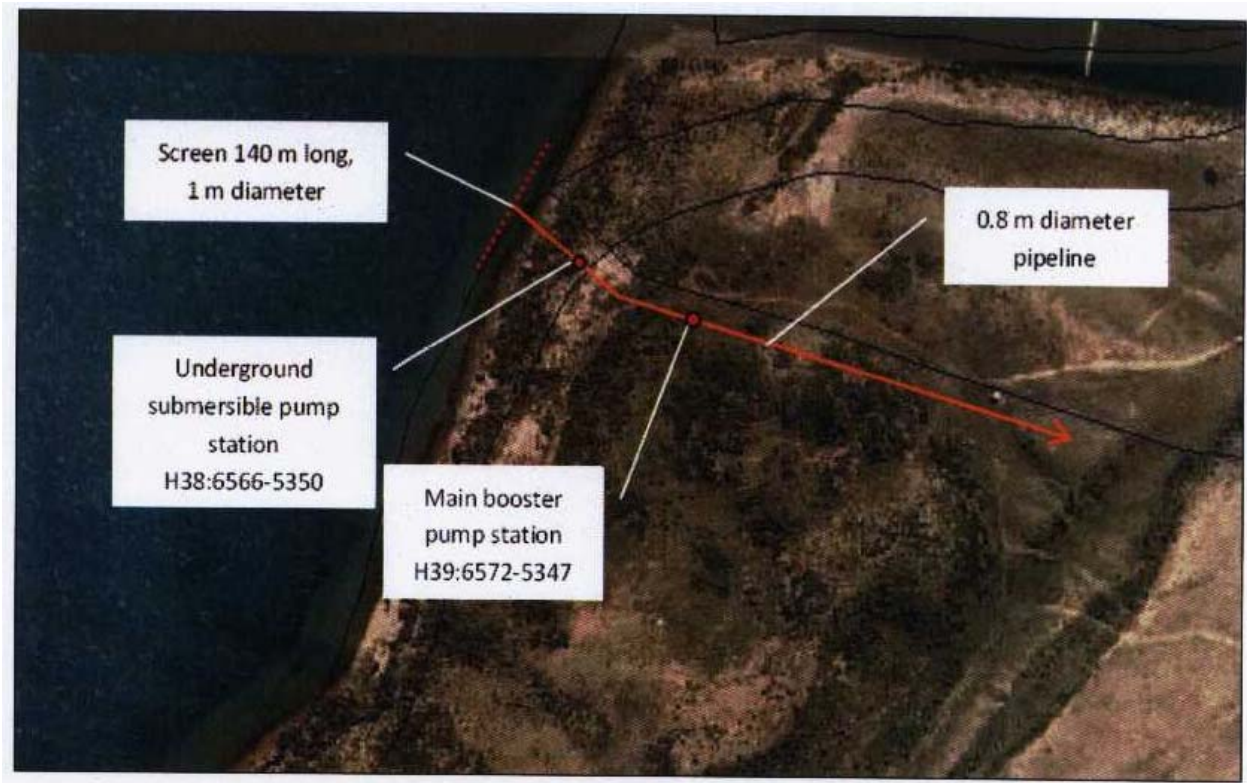 Screen 140 m long,
1 m diameter
0.8 m diameter
pipeline
Underground
submersible pump
station
H38:6566-5350
Main booster
pump station
H39:6572-5347